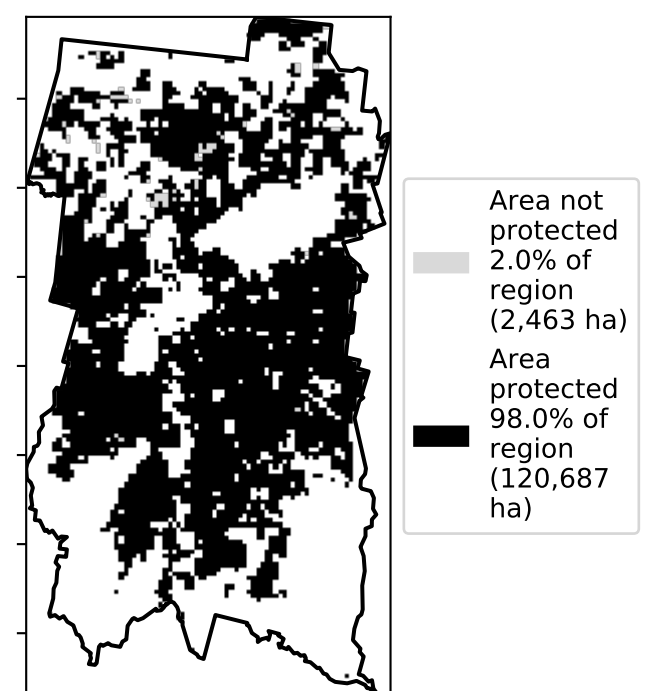 Area not
protected
2.0% of
region
(2,463 ha)
Area
protected
98.0% of
region
(120,687
ha)